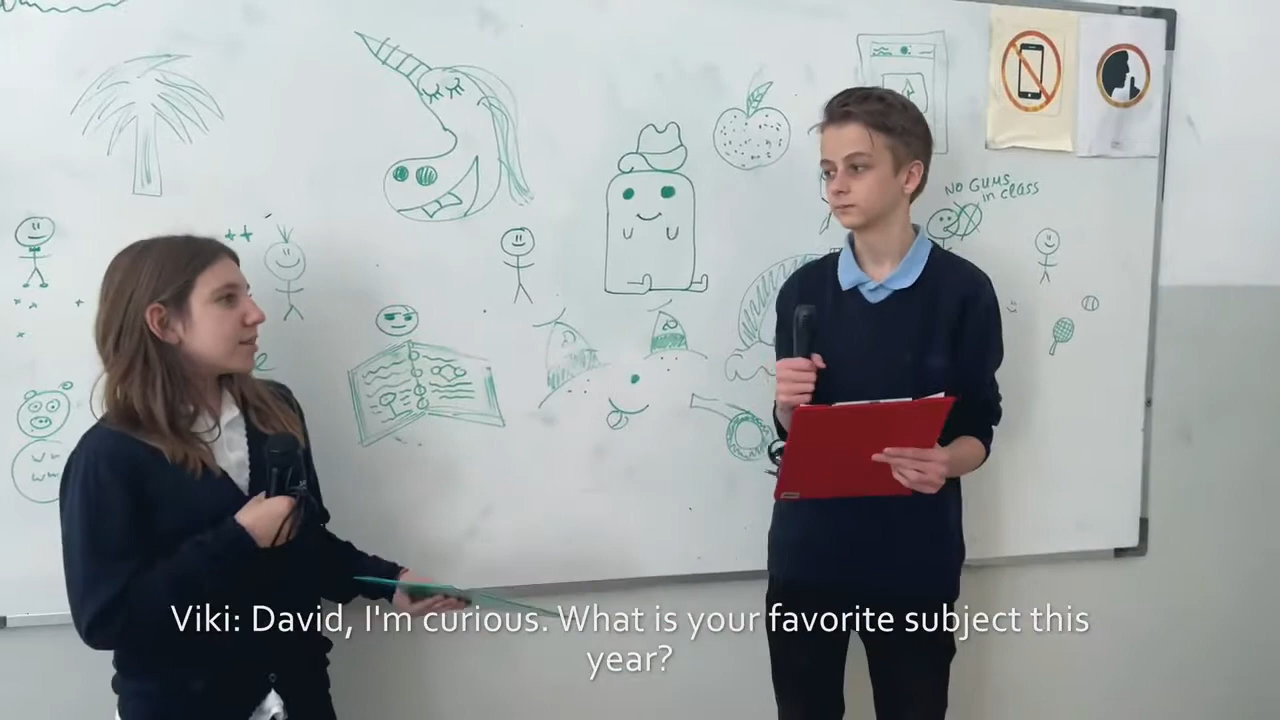 NO GUMS
in class
Viki: David, I'm curious. What is your favorite subject this
year?